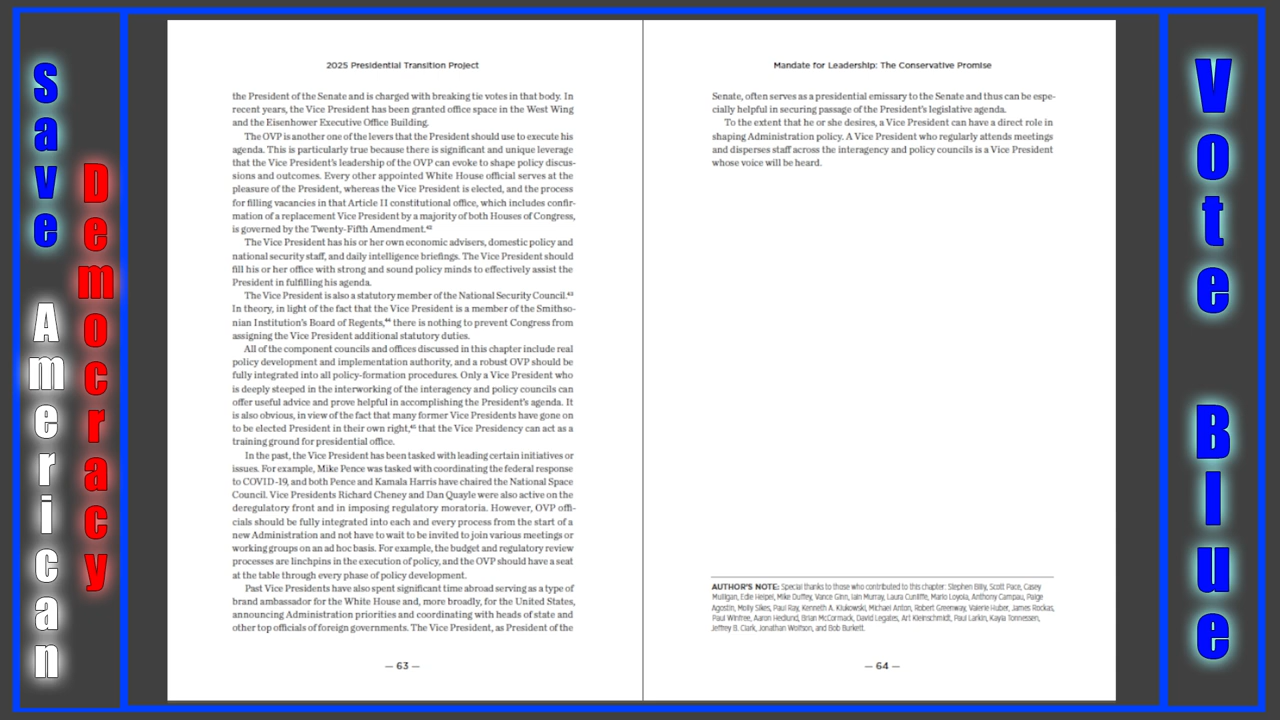 Save
American
Democracy
2025 Presidential Transition Project
the President of the Senate and is charged with breaking tie votes in that body. In
recent years, the Vice President has been granted office space in the West Wing
and the Eisenhower Executive Office Building.
The OVP is another one of the levers that the President should use to execute his
agenda. This is particularly true because there is significant and unique leverage
that the Vice President's leadership of the OVP can evoke to shape policy discus-
sions and outcomes. Every other appointed White House official serves at the
pleasure of the President, whereas the Vice President is elected, and the process
for filling vacancies in that Article II constitutional office, which includes confir-
mation of a replacement Vice President by a majority of both Houses of Congress,
is governed by the Twenty-Fifth Amendment.⁴²
The Vice President has his or her own economic advisers, domestic policy and
national security staff, and daily intelligence briefings. The Vice President should
fill his or her office with strong and sound policy minds to effectively assist the
President in fulfilling his agenda.
The Vice President is also a statutory member of the National Security Council.⁴³
In theory, in light of the fact that the Vice President is a member of the Smithso-
nian Institution's Board of Regents,⁴⁴ there is nothing to prevent Congress from
assigning the Vice President additional statutory duties.
All of the component councils and offices discussed in this chapter include real
policy development and implementation authority, and a robust OVP should be
fully integrated into all policy-formation procedures. Only a Vice President who
is deeply steeped in the interworking of the interagency and policy councils can
offer useful advice and prove helpful in accomplishing the President's agenda. It
is also obvious, in view of the fact that many former Vice Presidents have gone on
to be elected President in their own right,⁴⁵ that the Vice Presidency can act as a
training ground for presidential office.
In the past, the Vice President has been tasked with leading certain initiatives or
issues. For example, Mike Pence was tasked with coordinating the federal response
to COVID-19, and both Pence and Kamala Harris have chaired the National Space
Council. Vice Presidents Richard Cheney and Dan Quayle were also active on the
deregulatory front and in imposing regulatory moratoria. However, OVP offi-
cials should be fully integrated into each and every process from the start of a
new Administration and not have to wait to be invited to join various meetings or
working groups on an ad hoc basis. For example, the budget and regulatory review
processes are linchpins in the execution of policy, and the OVP should have a seat
at the table through every phase of policy development.
Past Vice Presidents have also spent significant time abroad serving as a type of
brand ambassador for the White House and, more broadly, for the United States,
announcing Administration priorities and coordinating with heads of state and
other top officials of foreign governments. The Vice President, as President of the
— 63 —
Mandate for Leadership: The Conservative Promise
Senate, often serves as a presidential emissary to the Senate and thus can be espe-
cially helpful in securing passage of the President's legislative agenda.
To the extent that he or she desires, a Vice President can have a direct role in
shaping Administration policy. A Vice President who regularly attends meetings
and disperses staff across the interagency and policy councils is a Vice President
whose voice will be heard.
AUTHOR'S NOTE: Special thanks to those who contributed to this chapter: Stephen Billy, Scott Pace, Casey
Mulligan, Edie Heipel, Mike Duffey, Vance Ginn, Iain Murray, Laura Cunliffe, Mario Loyola, Anthony Campau, Paige
Agostin, Molly Sikes, Paul Ray, Kenneth A. Klukowski, Michael Anton, Robert Greenway, Valerie Huber, James Rockas,
Paul Winfree, Aaron Hedlund, Brian McCormack, David Legates, Art Kleinschmidt, Paul Larkin, Kayla Tonnessen,
Jeffrey B. Clark, Jonathan Wolfson, and Bob Burkett.
— 64 —
Vote
Blue